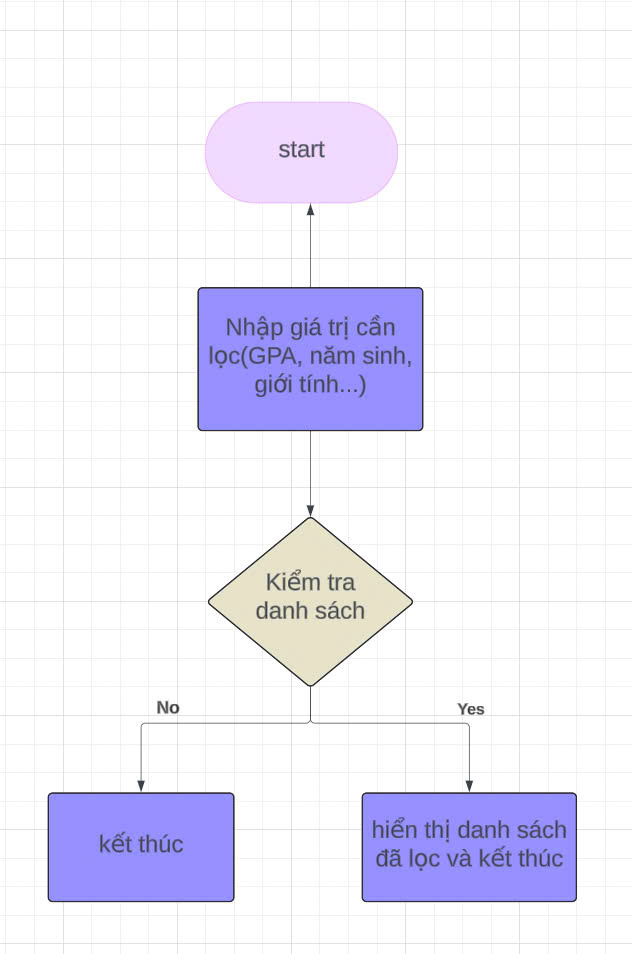 start
Nhập giá trị cần
lọc(GPA, năm sinh,
giới tính...)
Kiểm tra
danh sách
No
Yes
kết thúc
hiển thị danh sách
đã lọc và kết thúc